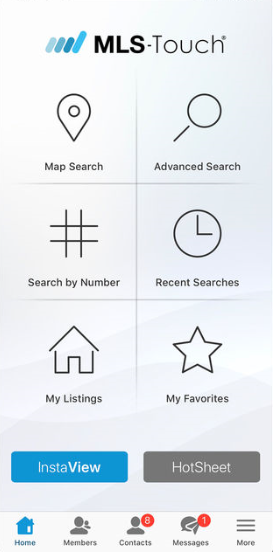 MLS-Touch®
Map Search
Advanced Search
Search by Number
Recent Searches
My Listings
My Favorites
InstaView
HotSheet
8
1
Home
Members
Contacts
Messages
More